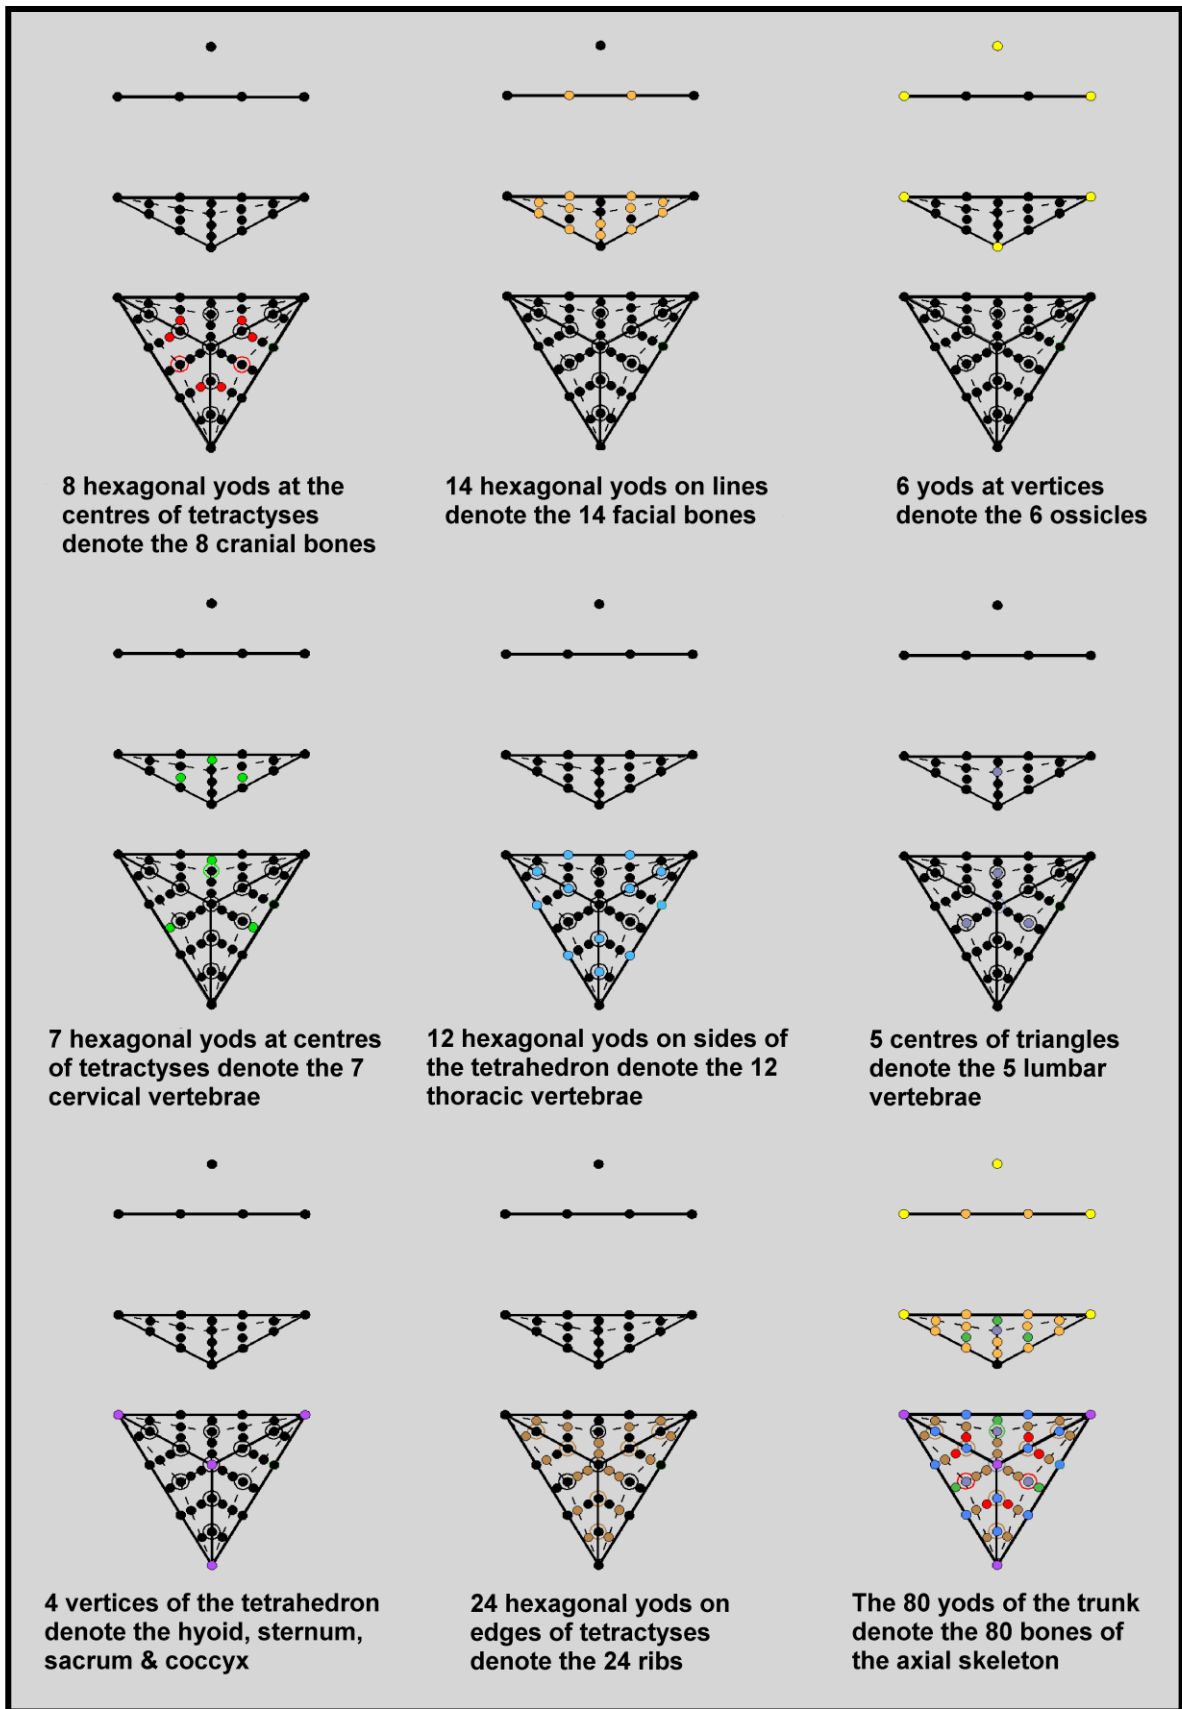 8 hexagonal yods at the
centres of tetractyses
denote the 8 cranial bones
14 hexagonal yods on lines
denote the 14 facial bones
6 yods at vertices
denote the 6 ossicles
7 hexagonal yods at centres
of tetractyses denote the 7
cervical vertebrae
12 hexagonal yods on sides of
the tetrahedron denote the 12
thoracic vertebrae
5 centres of triangles
denote the 5 lumbar
vertebrae
4 vertices of the tetrahedron
denote the hyoid, sternum,
sacrum & coccyx
24 hexagonal yods on
edges of tetractyses
denote the 24 ribs
The 80 yods of the trunk
denote the 80 bones of
the axial skeleton